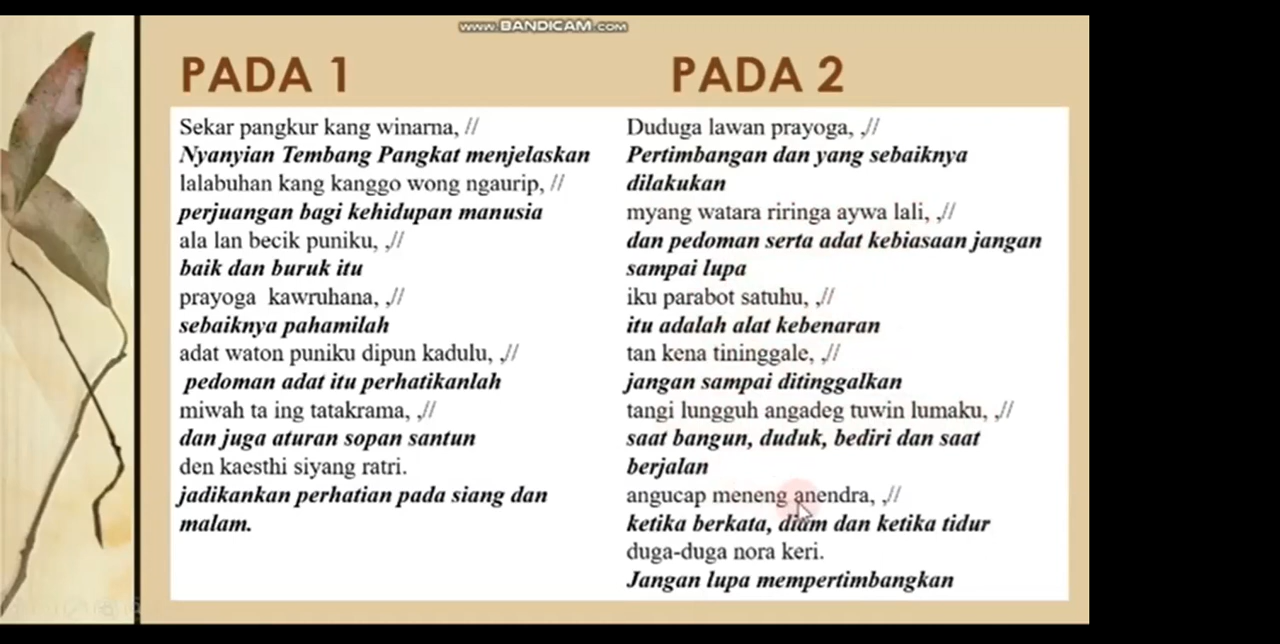 www.BANDICAM.com
PADA 1
Sekar pangkur kang winarna, //
Nyanyian Tembang Pangkat menjelaskan
lalabuhan kang kanggo wong ngaurip, //
perjuangan bagi kehidupan manusia
ala lan becik puniku, ,//
baik dan buruk itu
prayoga kawruhana, ,//
sebaiknya pahamilah
adat waton puniku dipun kadulu, ,//
pedoman adat itu perhatikanlah
miwah ta ing tatakrama, ,//
dan juga aturan sopan santun
den kaesthi siyang ratri.
jadikankan perhatian pada siang dan
malam.
PADA 2
Duduga lawan prayoga, ,//
Pertimbangan dan yang sebaiknya
dilakukan
myang watara riringa aywa lali, ,//
dan pedoman serta adat kebiasaan jangan
sampai lupa
iku parabot satuhu, ,//
itu adalah alat kebenaran
tan kena tininggale, ,//
jangan sampai ditinggalkan
tangi lungguh angadeg tuwin lumaku, ,//
saat bangun, duduk, bediri dan saat
berjalan
angucap meneng anendra, ,//
ketika berkata, diam dan ketika tidur
duga-duga nora keri.
Jangan lupa mempertimbangkan